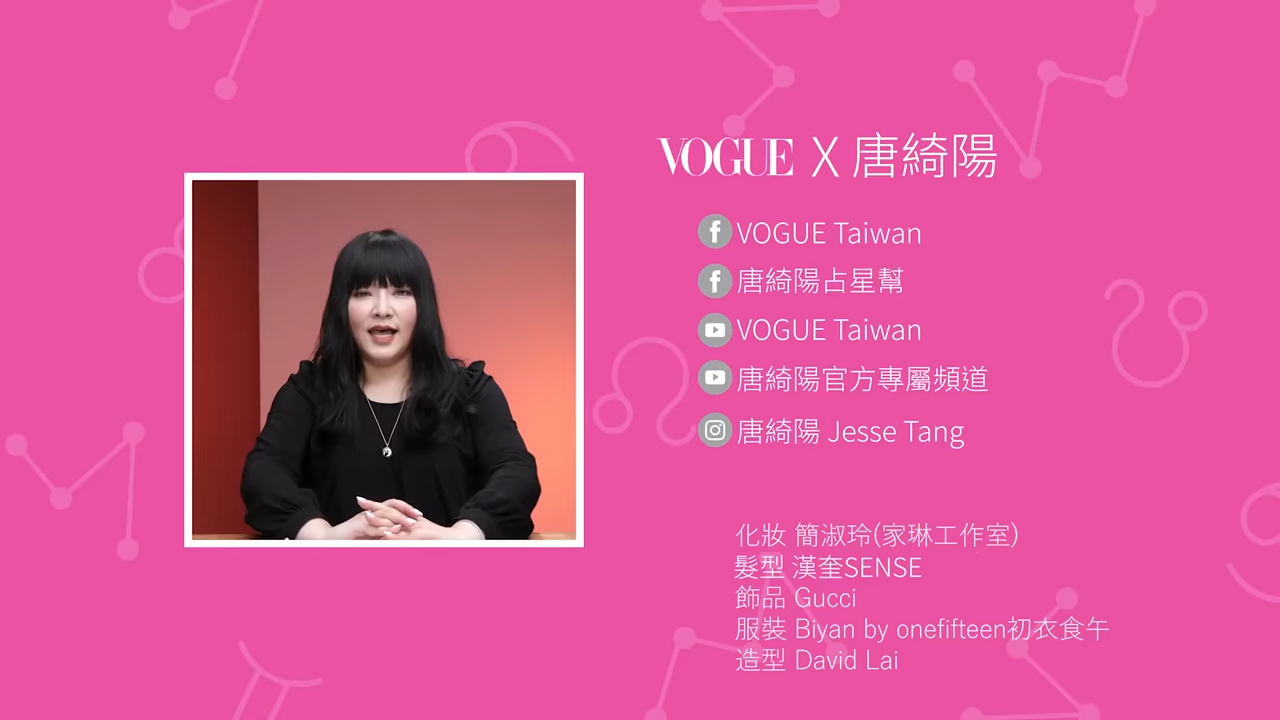 VOGUE X 唐綺陽
VOGUE Taiwan
唐綺陽占星幫
VOGUE Taiwan
唐綺陽官方專屬頻道
唐綺陽 Jesse Tang
化妝 簡淑玲(家琳工作室)
髮型 漢奎SENSE
飾品 Gucci
服裝 Biyan by onefifteen初衣食午
造型 David Lai